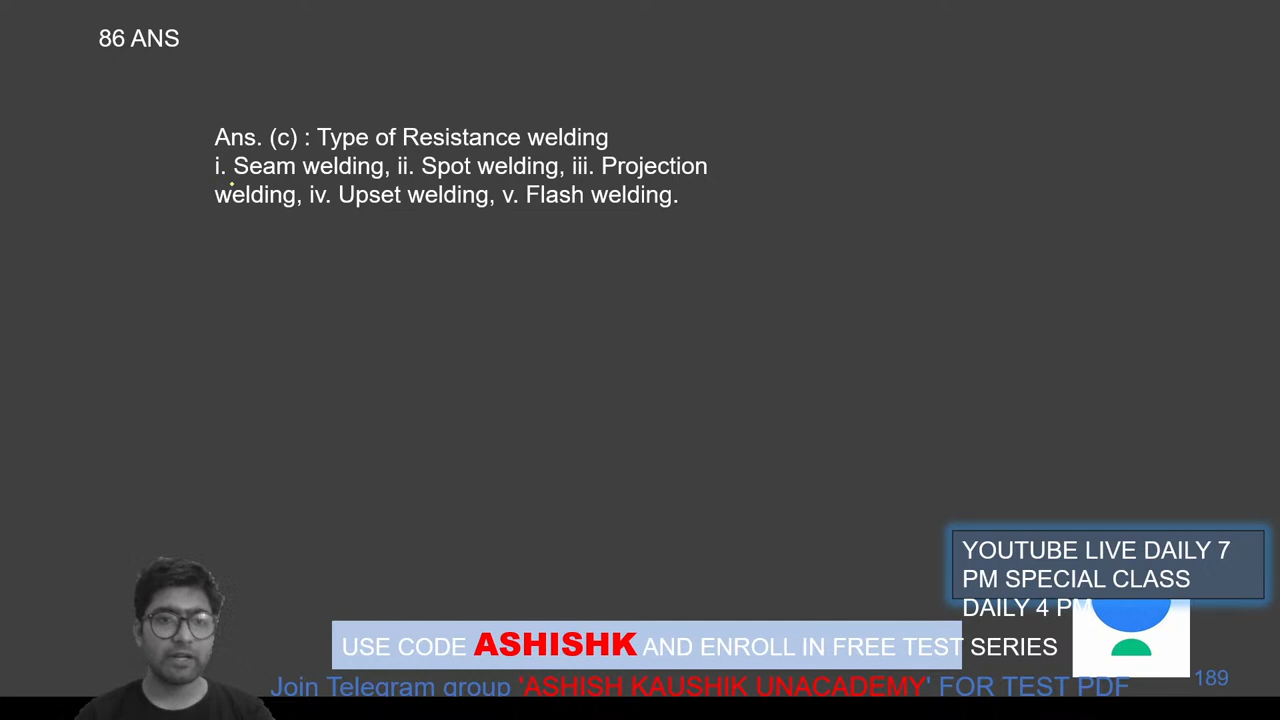 86 ANS
Ans. (c) : Type of Resistance welding
i. Seam welding, ii. Spot welding, iii. Projection
welding, iv. Upset welding, v. Flash welding.
YOUTUBE LIVE DAILY 7
PM SPECIAL CLASS
DAILY 4 PM
USE CODE ASHISHK AND ENROLL IN FREE TEST SERIES
Join Telegram group 'ASHISH KAUSHIK UNACADEMY' FOR TEST PDF
189